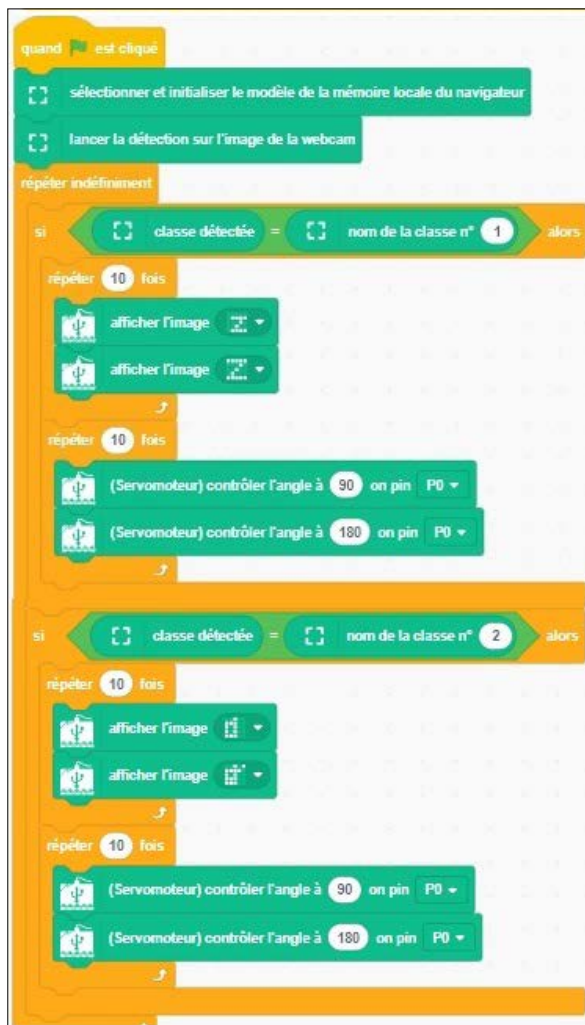 quand est cliqué
sélectionner et initialiser le modèle de la mémoire locale du navigateur
lancer la détection sur l'image de la webcam
répéter indéfiniment
si classe détectée = nom de la classe n° 1 alors
répéter 10 fois
afficher l'image
afficher l'image
répéter 10 fois
(Servomoteur) contrôler l'angle à 90 on pin P0
(Servomoteur) contrôler l'angle à 180 on pin P0
si classe détectée = nom de la classe n° 2 alors
répéter 10 fois
afficher l'image
afficher l'image
répéter 10 fois
(Servomoteur) contrôler l'angle à 90 on pin P0
(Servomoteur) contrôler l'angle à 180 on pin P0